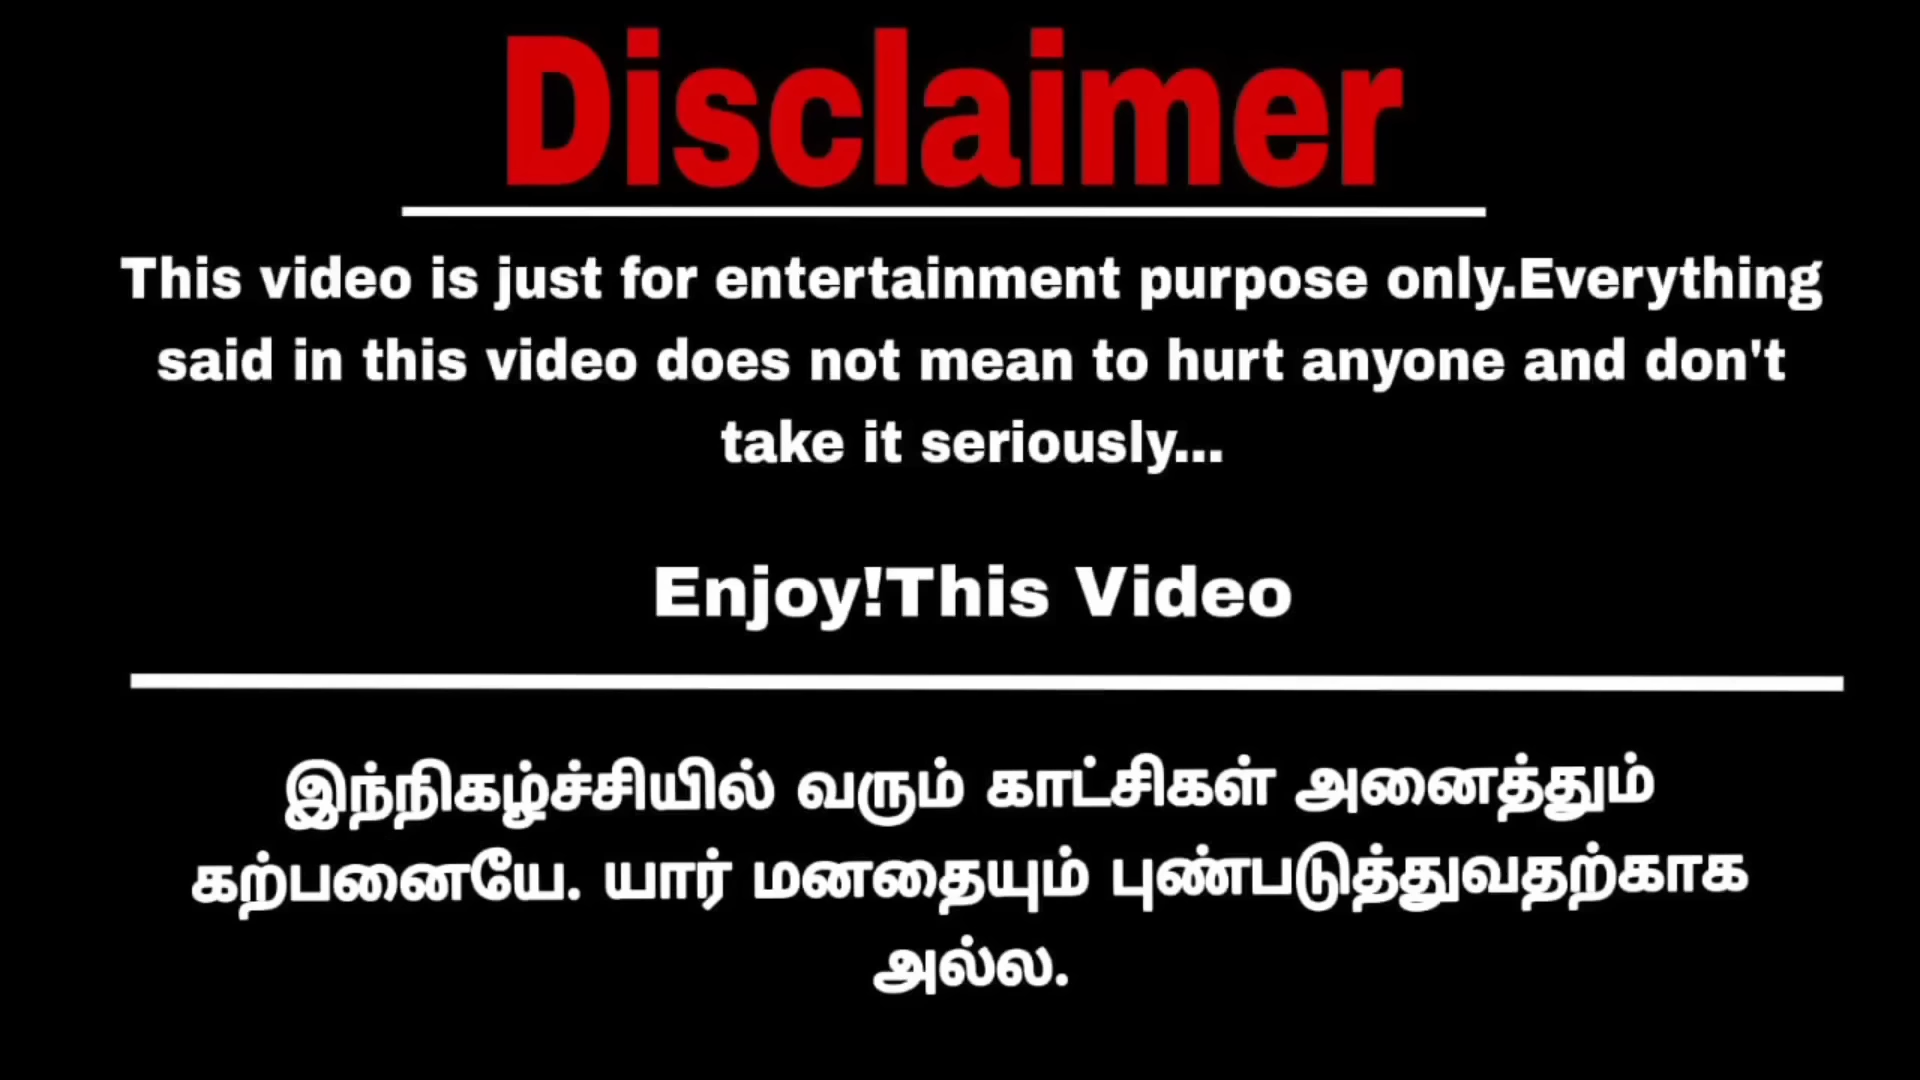 Disclaimer
This video is just for entertainment purpose only.Everything
said in this video does not mean to hurt anyone and don't
take it seriously...
Enjoy!This Video
இந்நிகழ்ச்சியில் வரும் காட்சிகள் அனைத்தும்
கற்பனையே. யார் மனதையும் புண்படுத்துவதற்காக
அல்ல.